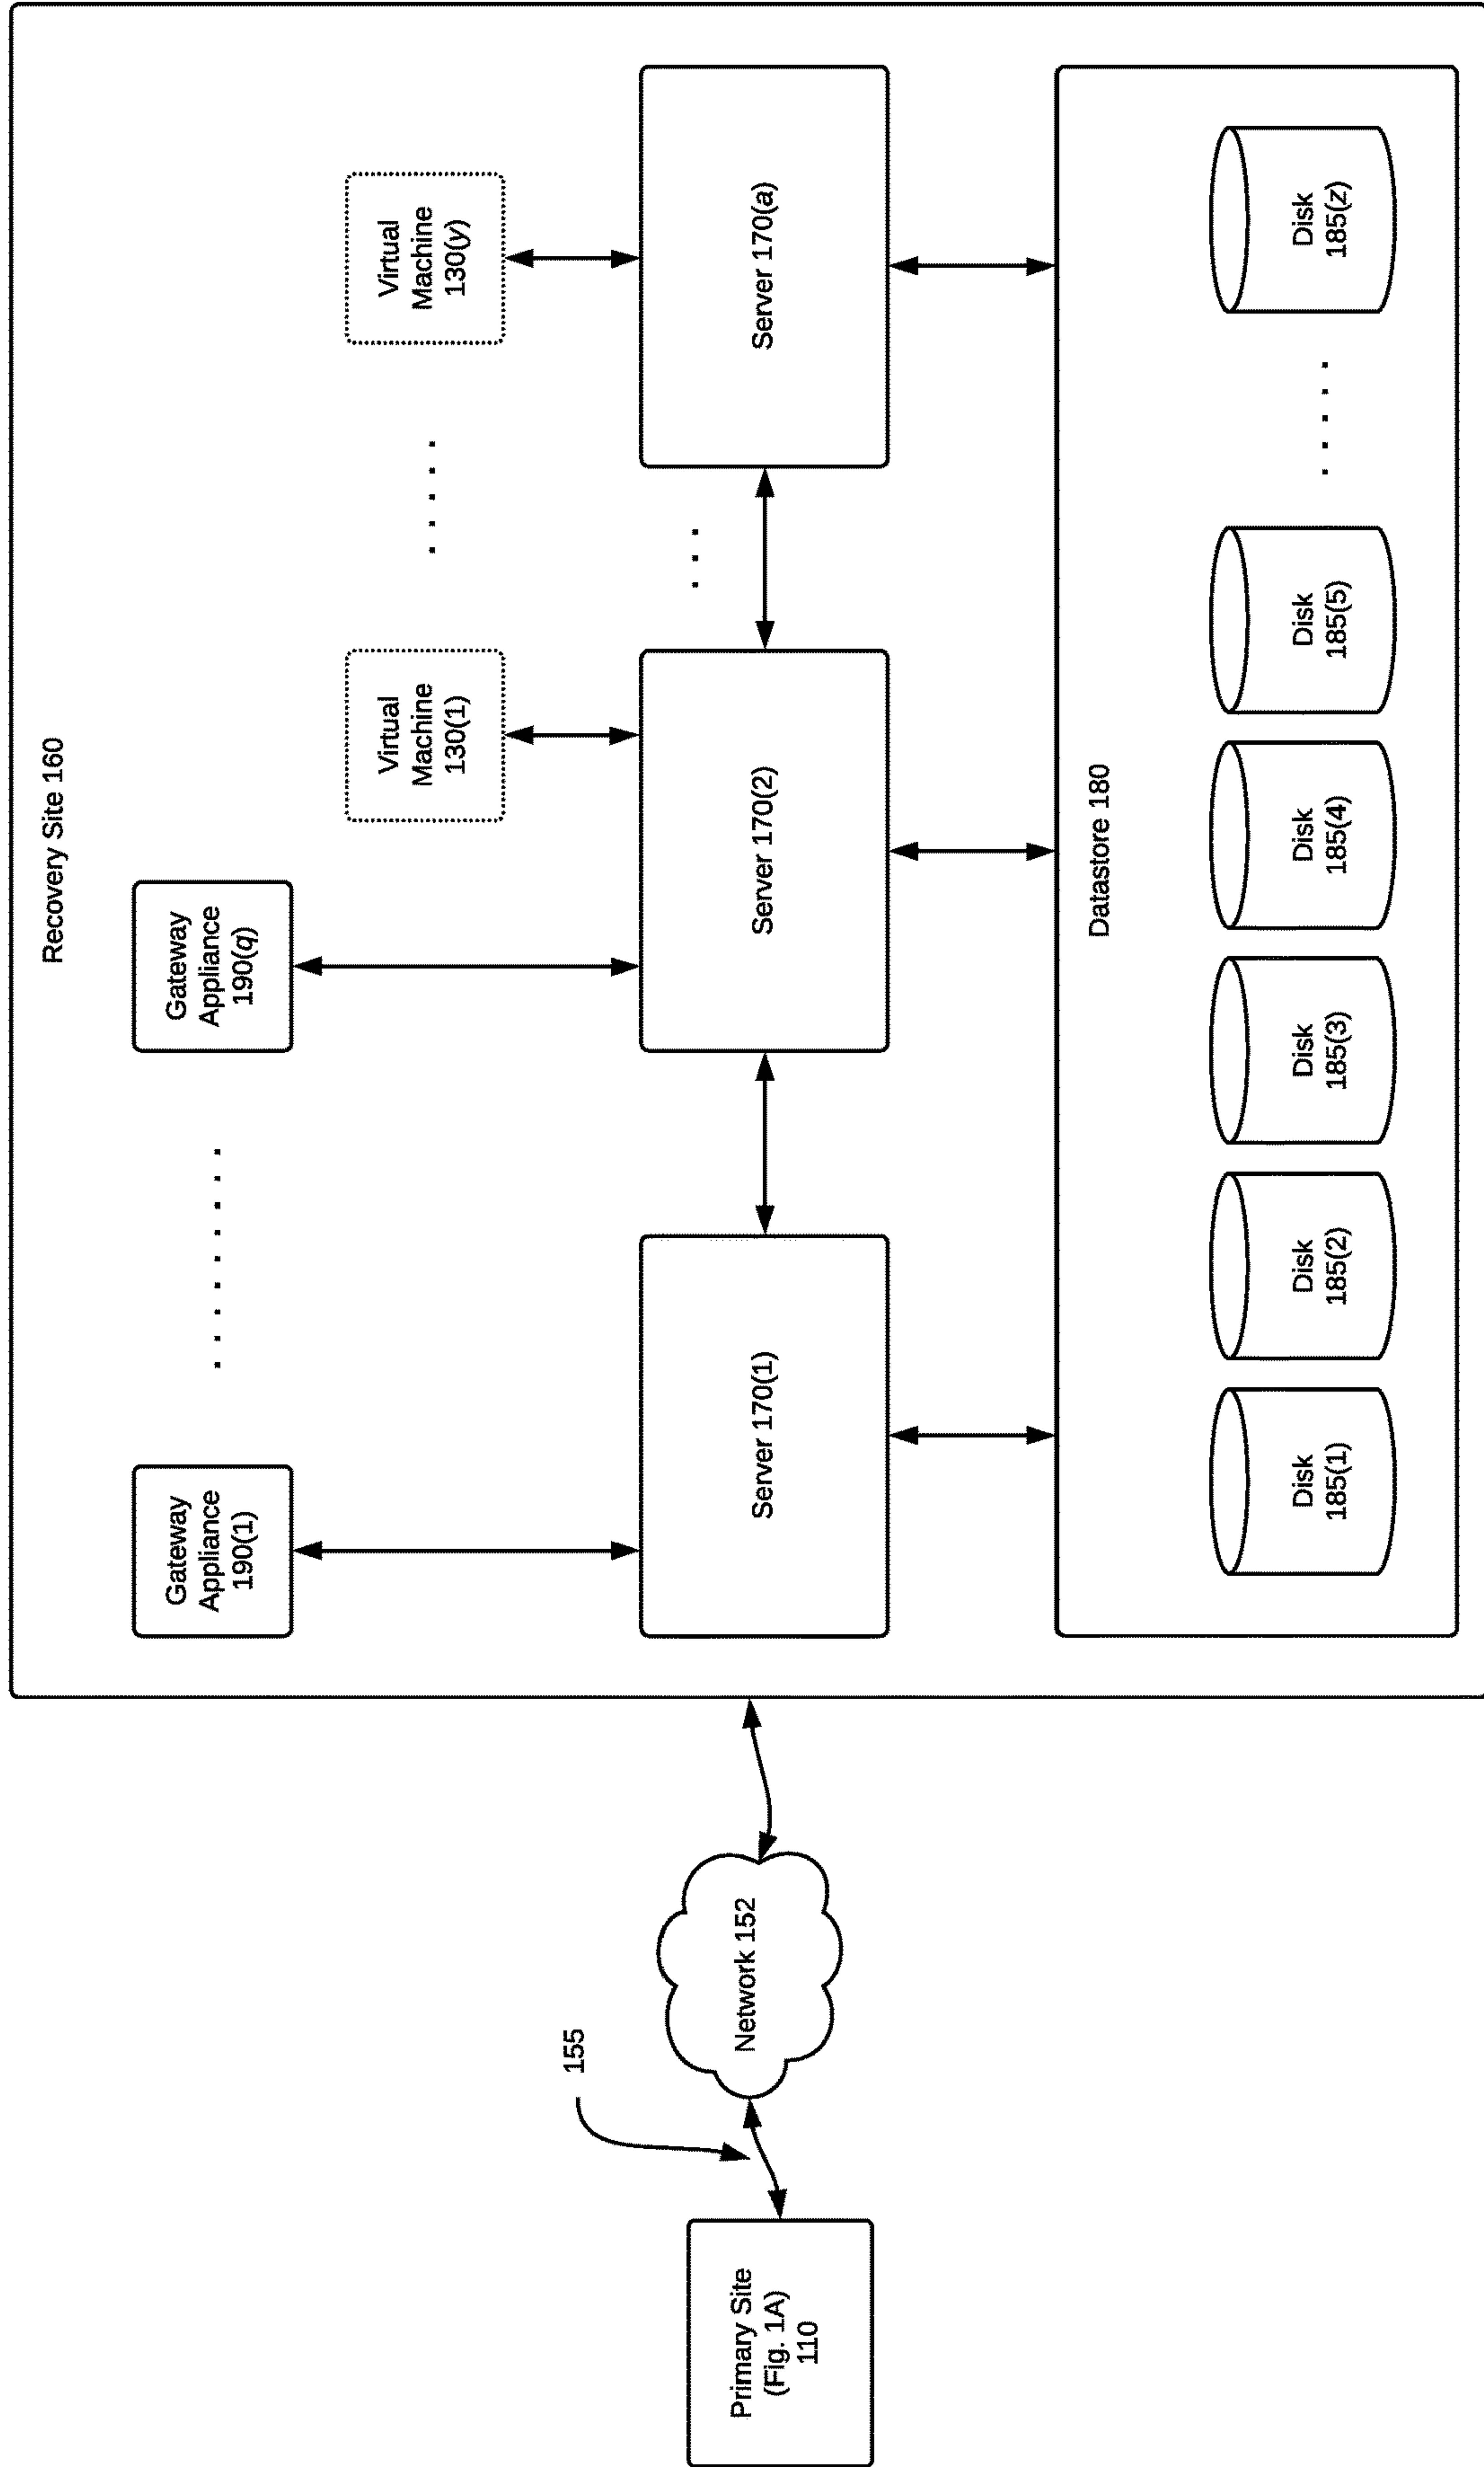 Recovery Site 160
Gateway
Appliance
190(1)
. . . . . . . . .
Gateway
Appliance
190(q)
Virtual
Machine
130(1)
. . . . .
Virtual
Machine
130(y)
Server 170(1)
Server 170(2)
. . .
Server 170(a)
155
Primary Site
(Fig. 1A)
110
Network 152
Datastore 180
Disk
185(1)
Disk
185(2)
Disk
185(3)
Disk
185(4)
Disk
185(5)
. . . . .
Disk
185(z)